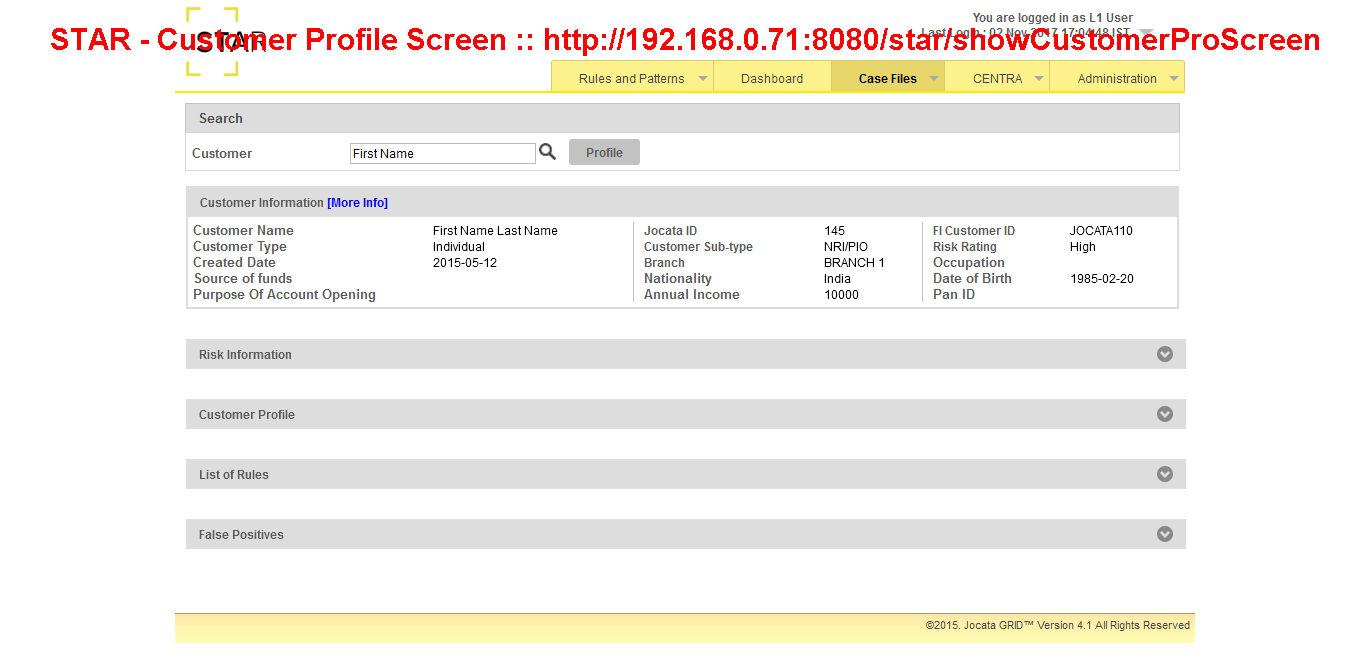 You are logged in as L1 User
STAR - Customer Profile Screen :: http://192.168.0.71:8080/star/showCustomerProScreen
STAR
Last Login : 02 Nov 2017 17:04:48 IST
Rules and Patterns Dashboard Case Files CENTRA Administration
Search
Customer First Name Profile
Customer Information [More Info]
Customer Name First Name Last Name Jocata ID 145 FI Customer ID JOCATA110
Customer Type Individual Customer Sub-type NRI/PIO Risk Rating High
Created Date 2015-05-12 Branch BRANCH 1 Occupation
Source of funds Nationality India Date of Birth 1985-02-20
Purpose Of Account Opening Annual Income 10000 Pan ID
Risk Information
Customer Profile
List of Rules
False Positives
©2015. Jocata GRID™ Version 4.1 All Rights Reserved